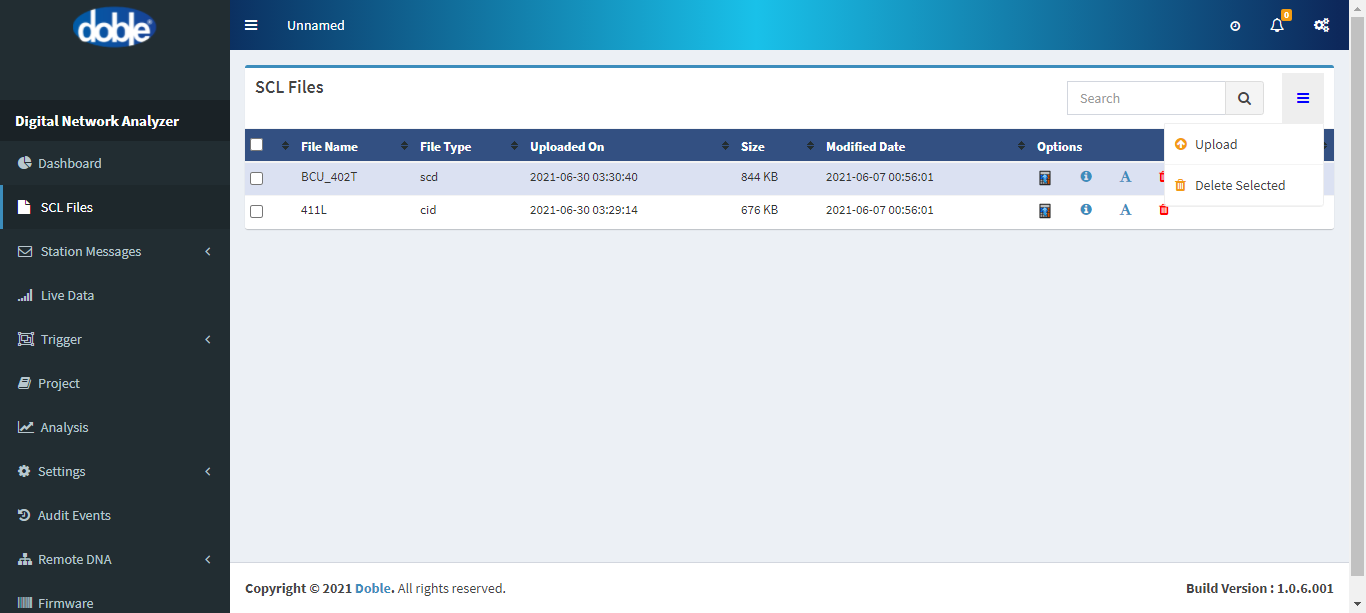 doble
Unnamed
0
Digital Network Analyzer
Dashboard
SCL Files
Station Messages
Live Data
Trigger
Project
Analysis
Settings
Audit Events
Remote DNA
Firmware
SCL Files
Search
Upload
Delete Selected
File Name File Type Uploaded On Size Modified Date Options
BCU_402T scd 2021-06-30 03:30:40 844 KB 2021-06-07 00:56:01 A
411L cid 2021-06-30 03:29:14 676 KB 2021-06-07 00:56:01 A
Copyright © 2021 Doble. All rights reserved.
Build Version : 1.0.6.001